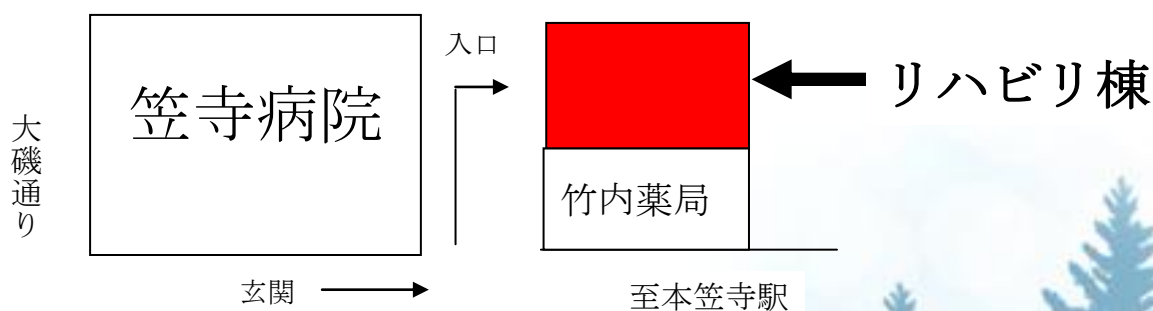 大磯通り
笠寺病院
入口
リハビリ棟
竹内薬局
玄関
至本笠寺駅